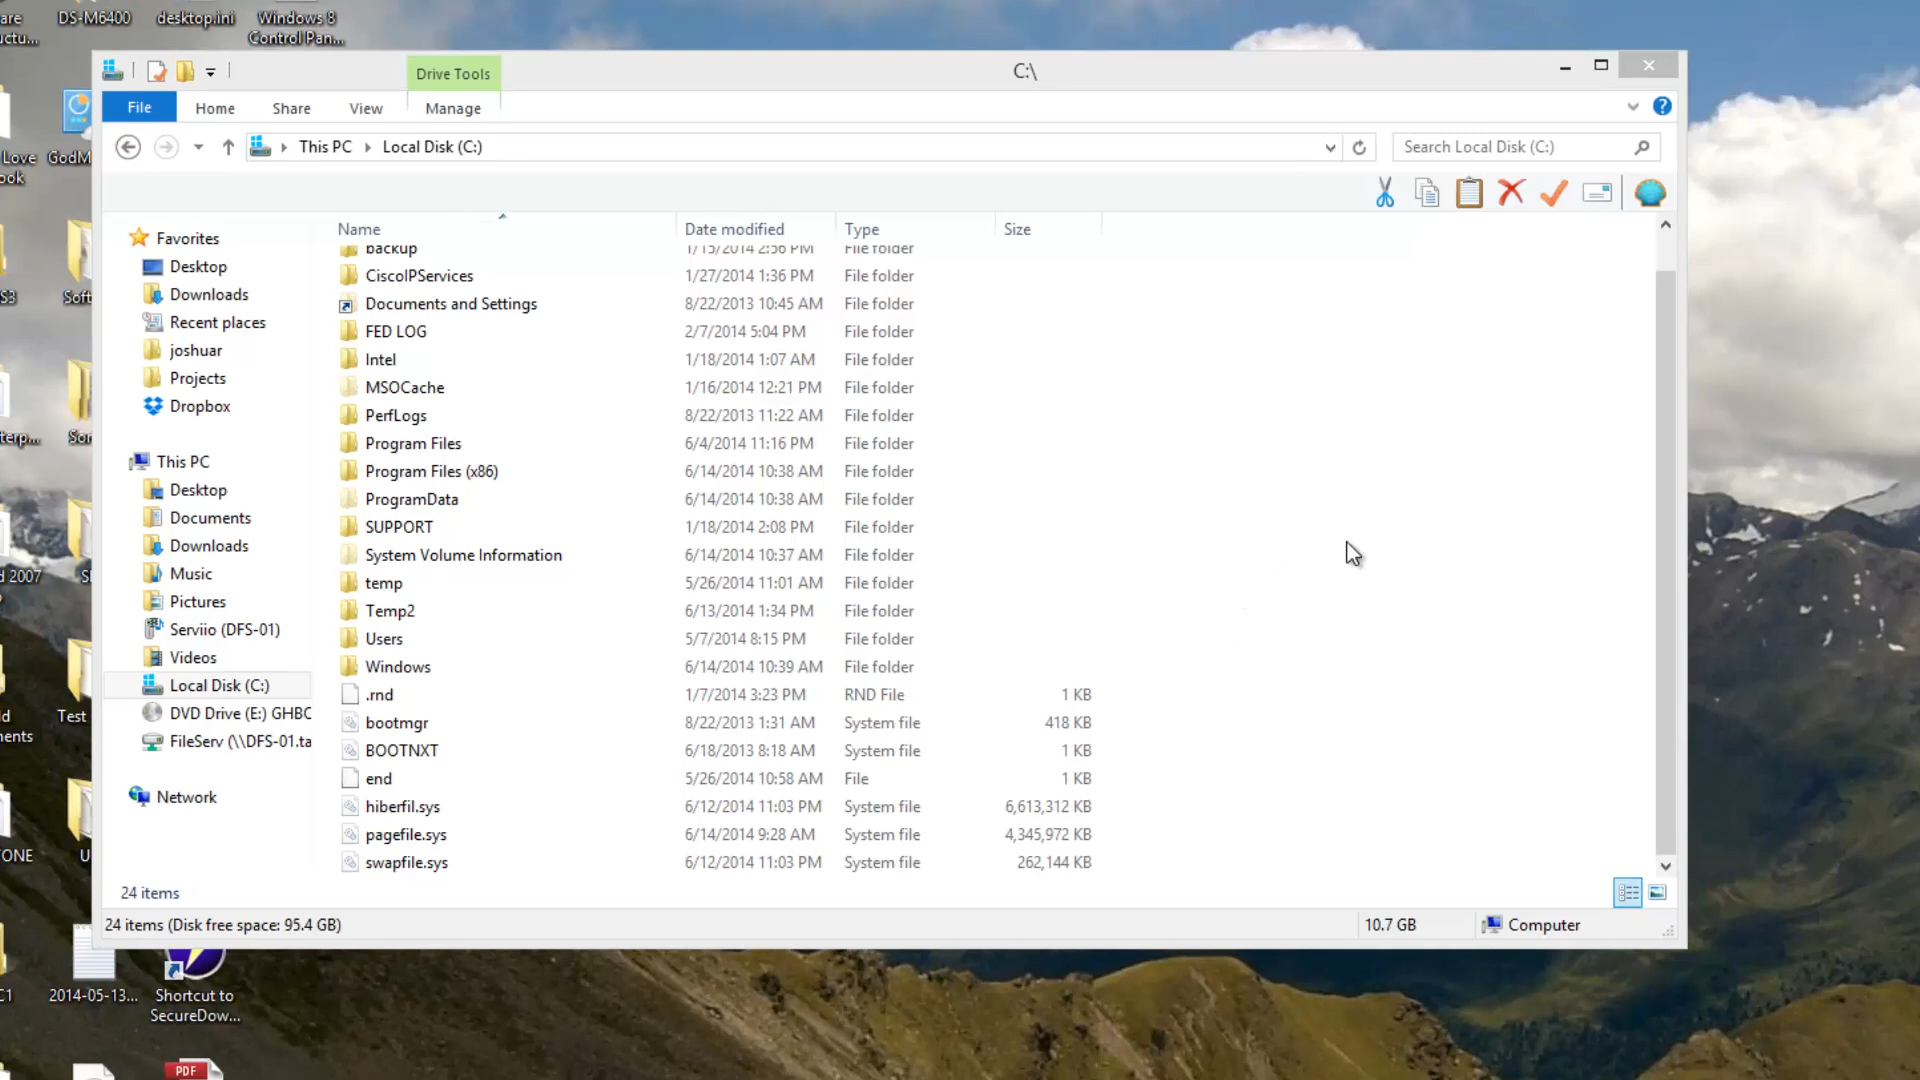 are
uctu...
DS-M6400
desktop.ini
Windows 8
Control Pan...
Drive Tools
C:\
File
Home
Share
View
Manage
This PC
Local Disk (C:)
Search Local Disk (C:)
Name
Date modified
Type
Size
backup 1/15/2014 2:56 PM File folder
CiscoIPServices 1/27/2014 1:36 PM File folder
Documents and Settings 8/22/2013 10:45 AM File folder
FED LOG 2/7/2014 5:04 PM File folder
Intel 1/18/2014 1:07 AM File folder
MSOCache 1/16/2014 12:21 PM File folder
PerfLogs 8/22/2013 11:22 AM File folder
Program Files 6/4/2014 11:16 PM File folder
Program Files (x86) 6/14/2014 10:38 AM File folder
ProgramData 6/14/2014 10:38 AM File folder
SUPPORT 1/18/2014 2:08 PM File folder
System Volume Information 6/14/2014 10:37 AM File folder
temp 5/26/2014 11:01 AM File folder
Temp2 6/13/2014 1:34 PM File folder
Users 5/7/2014 8:15 PM File folder
Windows 6/14/2014 10:39 AM File folder
.rnd 1/7/2014 3:23 PM RND File 1 KB
bootmgr 8/22/2013 1:31 AM System file 418 KB
BOOTNXT 6/18/2013 8:18 AM System file 1 KB
end 5/26/2014 10:58 AM File 1 KB
hiberfil.sys 6/12/2014 11:03 PM System file 6,613,312 KB
pagefile.sys 6/14/2014 9:28 AM System file 4,345,972 KB
swapfile.sys 6/12/2014 11:03 PM System file 262,144 KB
Favorites
Desktop
Downloads
Recent places
joshuar
Projects
Dropbox
This PC
Desktop
Documents
Downloads
Music
Pictures
Serviio (DFS-01)
Videos
Local Disk (C:)
DVD Drive (E:) GHBC
FileServ (\\DFS-01.ta
Network
24 items
24 items (Disk free space: 95.4 GB)
10.7 GB
Computer
Love
ook
GodM
S3
Soft
terp...
Son
d 2007
Test
ments
TONE
C1
2014-05-13...
Shortcut to
SecureDow...
PDF